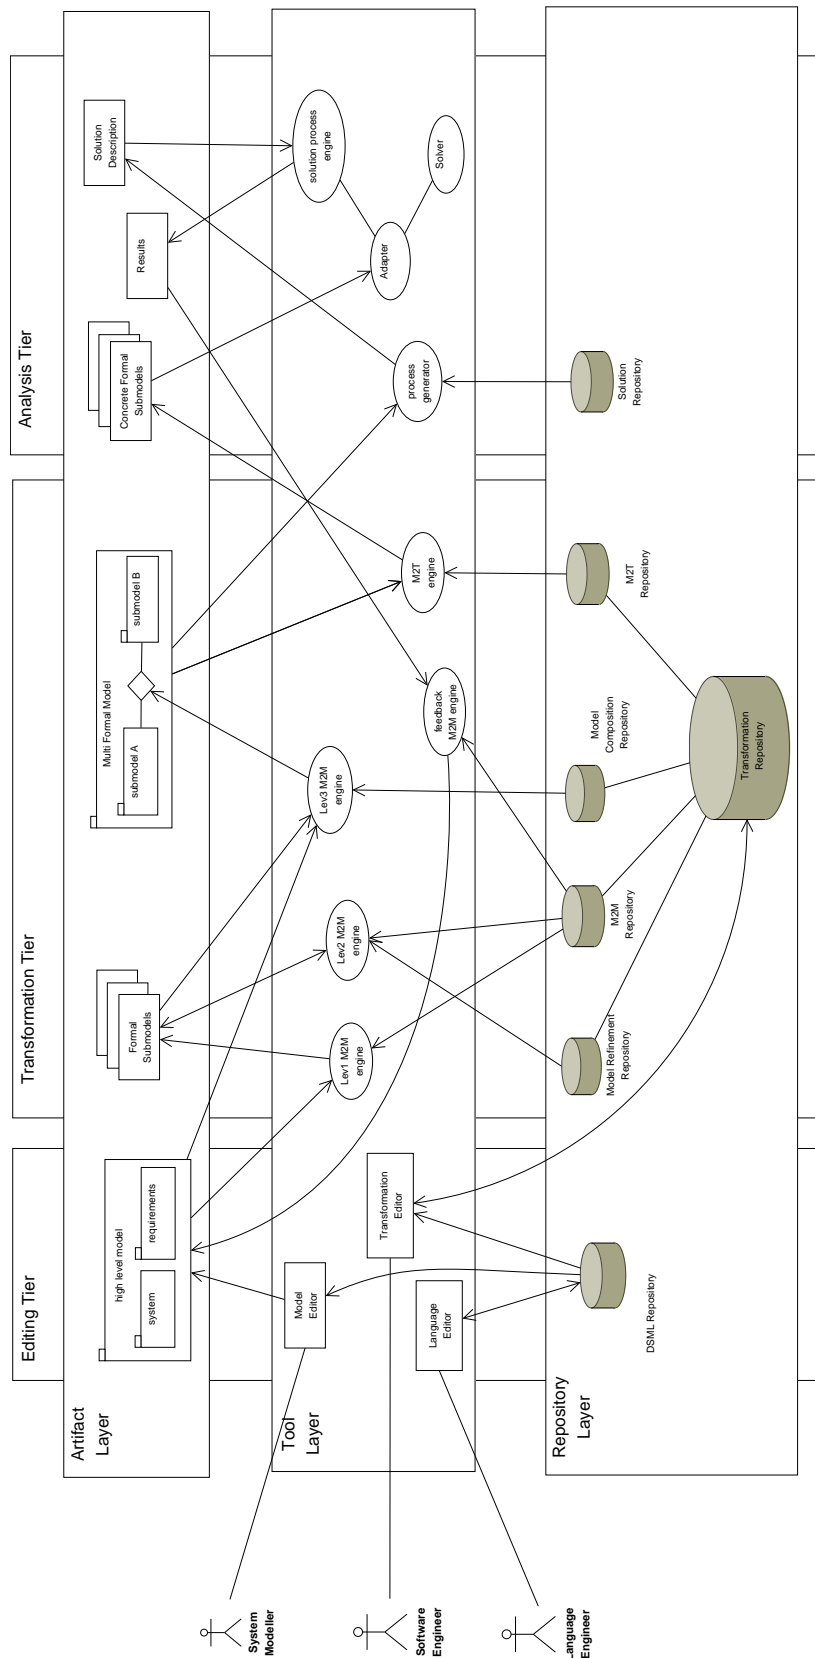 Editing Tier
Transformation Tier
Analysis Tier
Artifact
Layer
high level model
system
requirements
Formal
Submodels
Multi Formal Model
submodel A
submodel B
Concrete Formal
Submodels
Results
Solution
Description
Tool
Layer
Model
Editor
Transformation
Editor
Language
Editor
Lev1 M2M
engine
Lev2 M2M
engine
Lev3 M2M
engine
feedback
M2M engine
M2T
engine
process
generator
Adapter
solution process
engine
Solver
Repository
Layer
DSML Repository
Model Refinement
Repository
M2M
Repository
Model
Composition
Repository
Transformation
Repository
M2T
Repository
Solution
Repository
System
Modeller
Software
Engineer
Language
Engineer